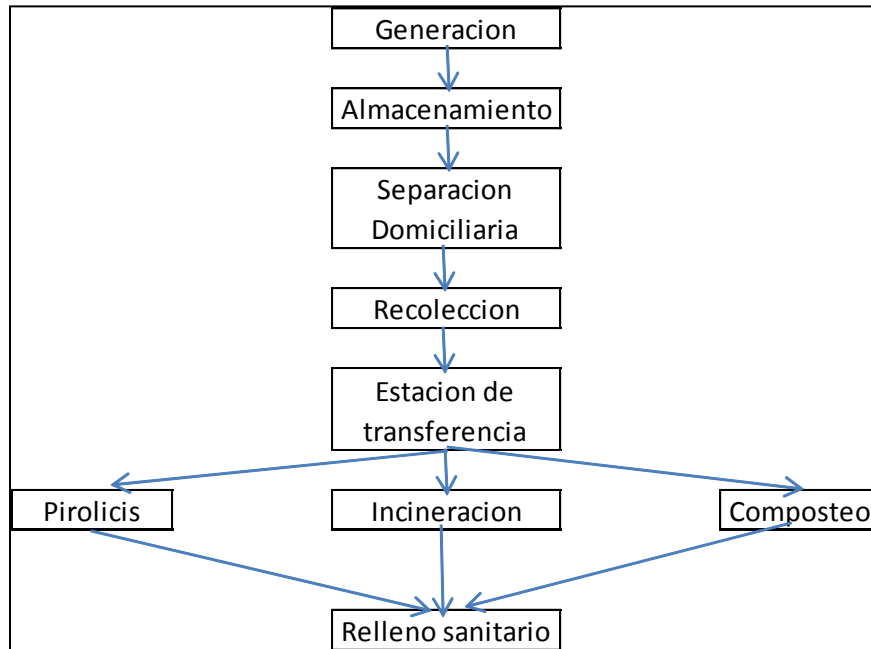 Generacion
Almacenamiento
Separacion
Domiciliaria
Recoleccion
Estacion de
transferencia
Pirolicis
Incineracion
Composteo
Relleno sanitario